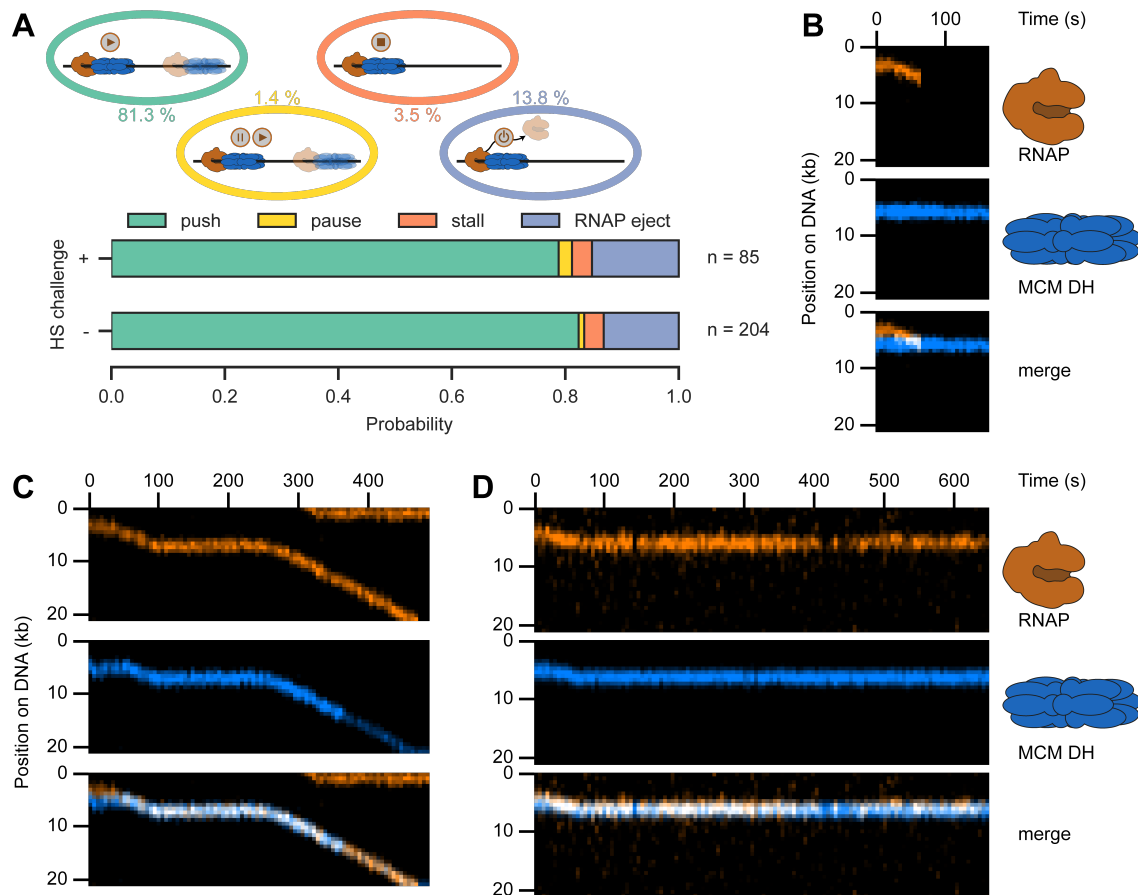 A
81.3 %
1.4 %
3.5 %
13.8 %
push
pause
stall
RNAP eject
HS challenge
+
n = 85
-
n = 204
0.0 0.2 0.4 0.6 0.8 1.0
Probability
B
0 100
Time (s)
Position on DNA (kb)
0
10
20
RNAP
0
10
20
MCM DH
0
10
20
merge
C
0 100 200 300 400
Position on DNA (kb)
0
10
20
0
10
20
0
10
20
D
0 100 200 300 400 500 600
Time (s)
0
10
20
RNAP
0
10
20
MCM DH
0
10
20
merge